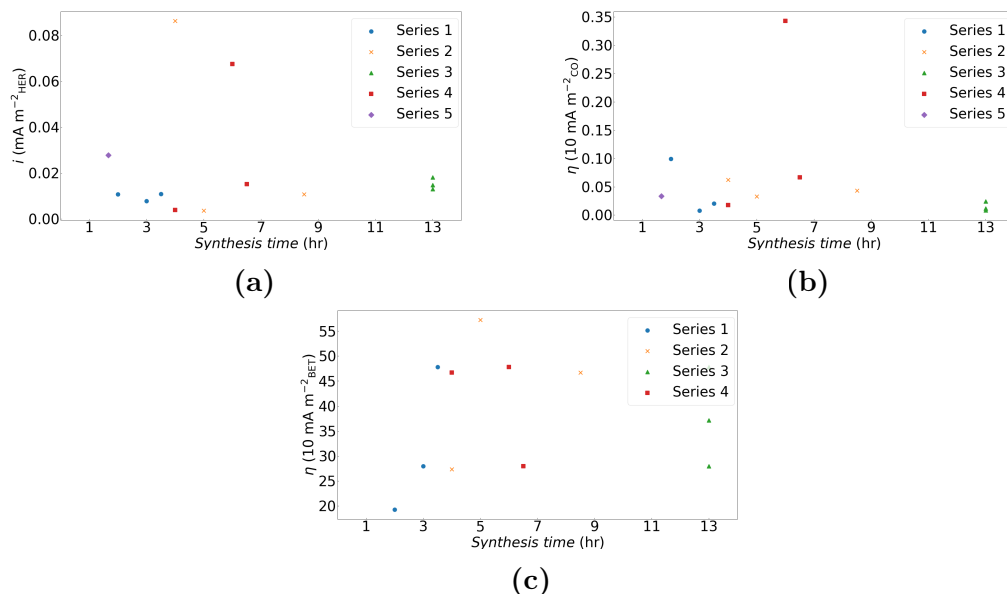 0.08
0.06
0.04
0.02
0.00
i (mA m⁻²HER)
1 3 5 7 9 11 13
Synthesis time (hr)
Series 1
Series 2
Series 3
Series 4
Series 5
(a)
0.35
0.30
0.25
0.20
0.15
0.10
0.05
0.00
η (10 mA m⁻²CO)
1 3 5 7 9 11 13
Synthesis time (hr)
Series 1
Series 2
Series 3
Series 4
Series 5
(b)
55
50
45
40
35
30
25
20
η (10 mA m⁻²BET)
1 3 5 7 9 11 13
Synthesis time (hr)
Series 1
Series 2
Series 3
Series 4
(c)